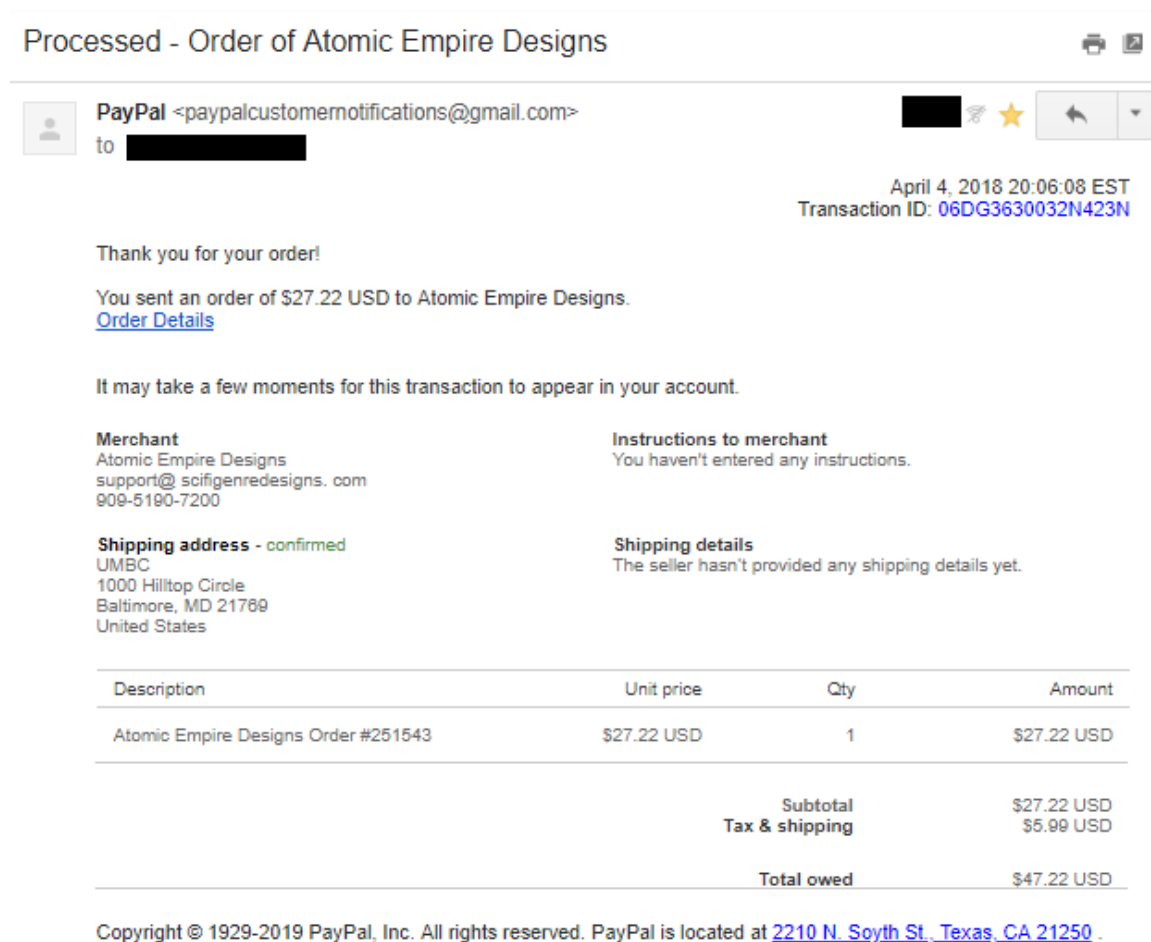 Processed - Order of Atomic Empire Designs
PayPal <paypalcustomernotifications@gmail.com>
to
April 4, 2018 20:06:08 EST
Transaction ID: 06DG3630032N423N
Thank you for your order!
You sent an order of $27.22 USD to Atomic Empire Designs.
Order Details
It may take a few moments for this transaction to appear in your account.
Merchant
Atomic Empire Designs
support@ scifigenredesigns. com
909-5190-7200
Instructions to merchant
You haven't entered any instructions.
Shipping address - confirmed
UMBC
1000 Hilltop Circle
Baltimore, MD 21769
United States
Shipping details
The seller hasn't provided any shipping details yet.
Description Unit price Qty Amount
Atomic Empire Designs Order #251543 $27.22 USD 1 $27.22 USD
Subtotal $27.22 USD
Tax & shipping $5.99 USD
Total owed $47.22 USD
Copyright © 1929-2019 PayPal, Inc. All rights reserved. PayPal is located at 2210 N. Soyth St., Texas, CA 21250 .